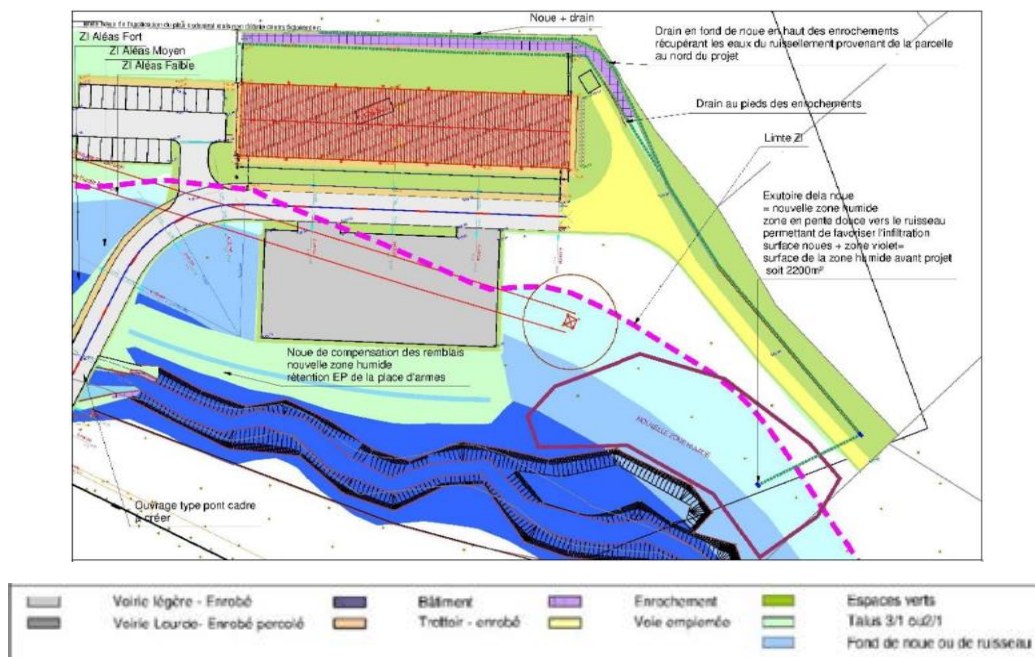 Noue + drain
ZI Aléas Fort
ZI Aléas Moyen
ZI Aléas Faible
Drain en fond de noue en haut des enrochements
récupérant les eaux du ruissellement provenant de la parcelle
au nord du projet
Drain au pieds des enrochements
Limte ZI
Exutoire dela noue
= nouvelle zone humide
zone en pente douce vers le ruisseau
permettant de favoriser l'infiltration
surface noues + zone violet=
surface de la zone humide avant projet
soit 2200m²
Noue de compensation des remblais
nouvelle zone humide
rétention EP de la place d'armes
NOUVELLE ZONE HUMIDE
Ouvrage type pont cadre
à créer
Voirie légère - Enrobé
Bâtiment
Enrochement
Espaces verts
Voirie Lourde- Enrobé percolé
Trottoir - enrobé
Voie empierrée
Talus 3/1 ou2/1
Fond de noue ou de ruisseau